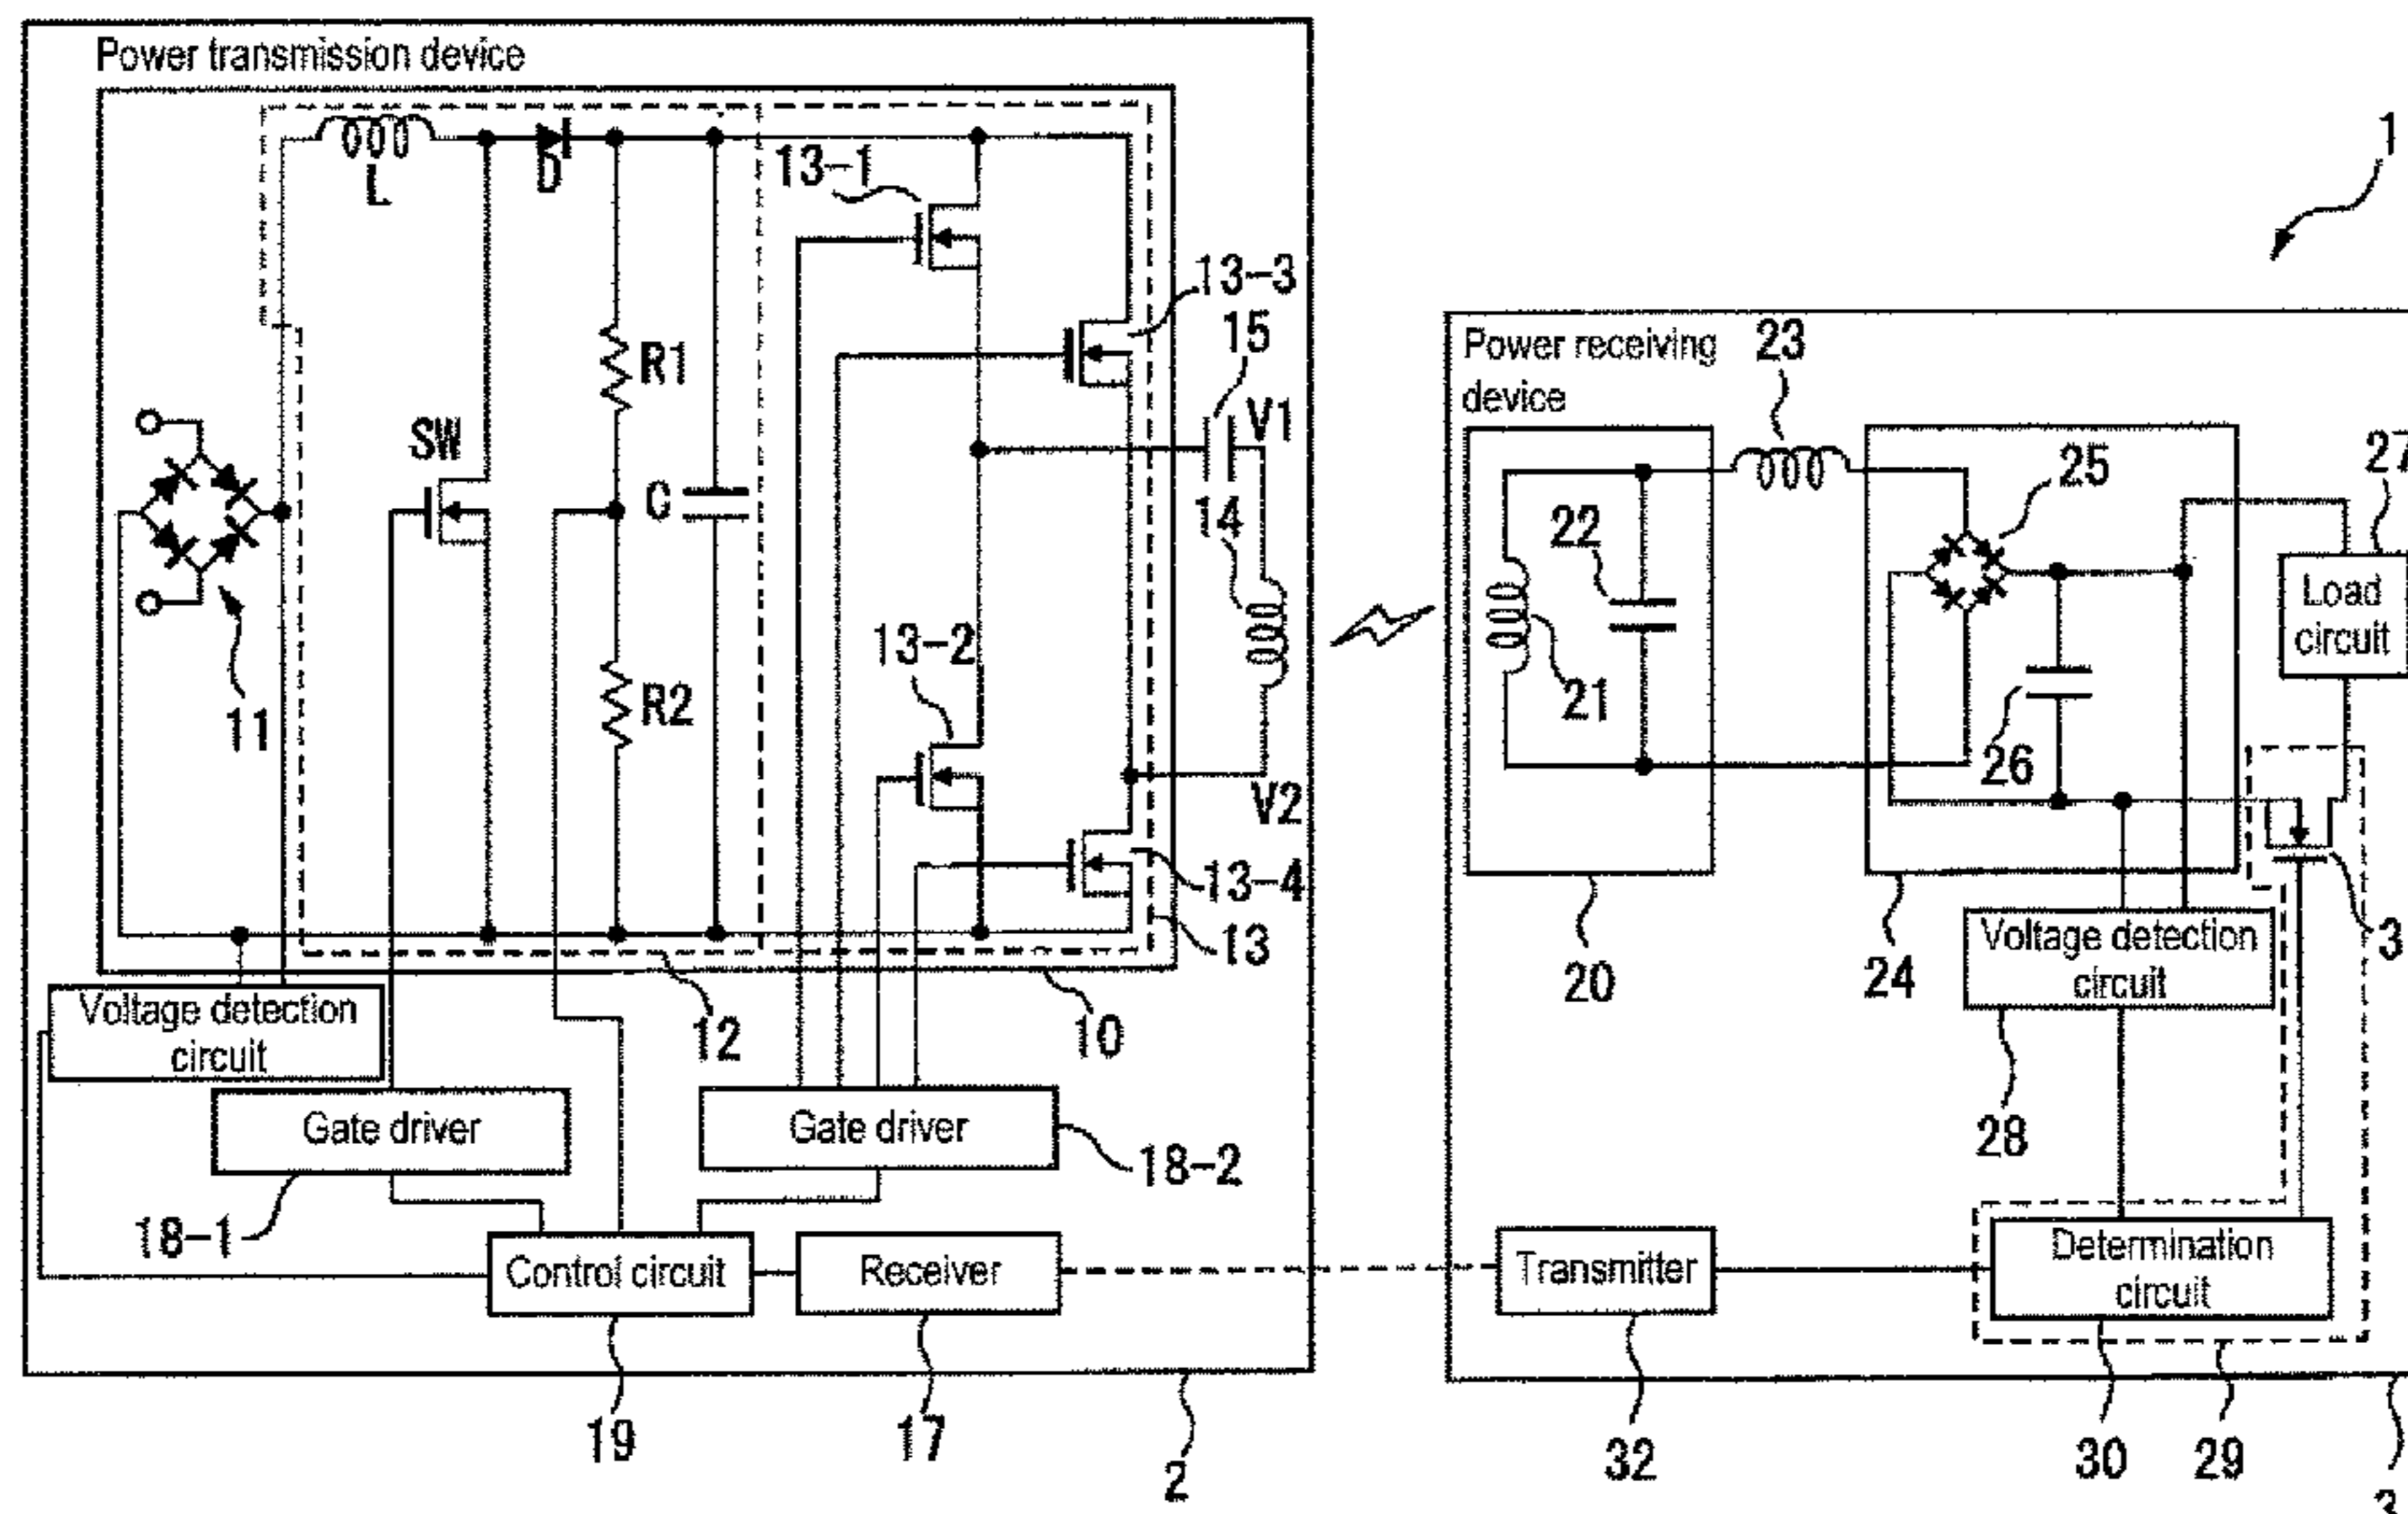 Power transmission device
1
L
D
13-1
13-3
15
V1
R1
SW
C
14
11
13-2
R2
V2
13-4
13
12
10
Voltage detection
circuit
Gate driver
Gate driver
18-2
18-1
Control circuit
Receiver
19
17
2
Power receiving
device
23
25
27
22
Load
circuit
21
26
20
24
3
Voltage detection
circuit
28
Transmitter
Determination
circuit
32
30
29
3